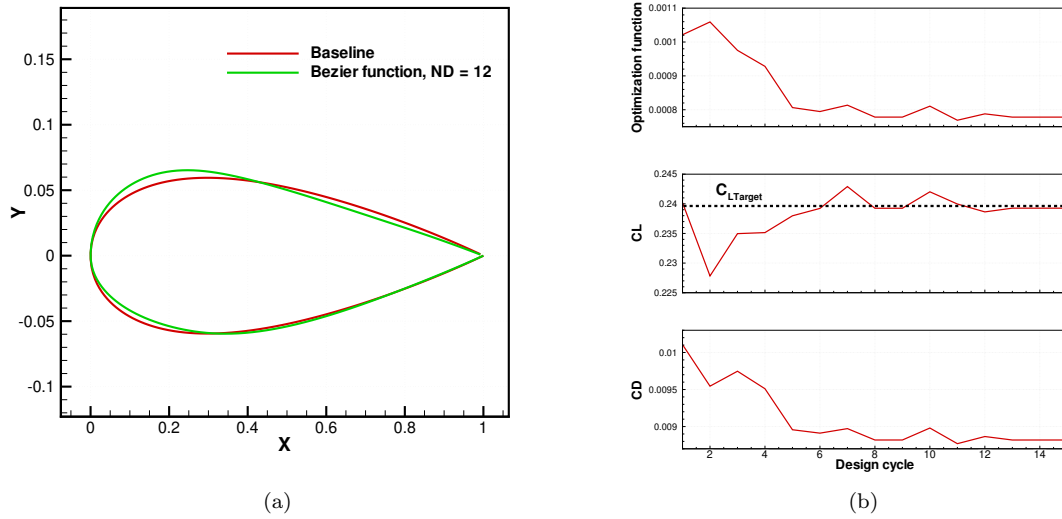 Baseline
Bezier function, ND = 12
0.15
0.1
0.05
0
-0.05
-0.1
Y
0
0.2
0.4
0.6
0.8
1
X
(a)
Optimization function
0.0011
0.001
0.0009
0.0008
CL
0.245
0.24
0.235
0.23
0.225
C_LTarget
CD
0.01
0.0095
0.009
2
4
6
8
10
12
14
Design cycle
(b)